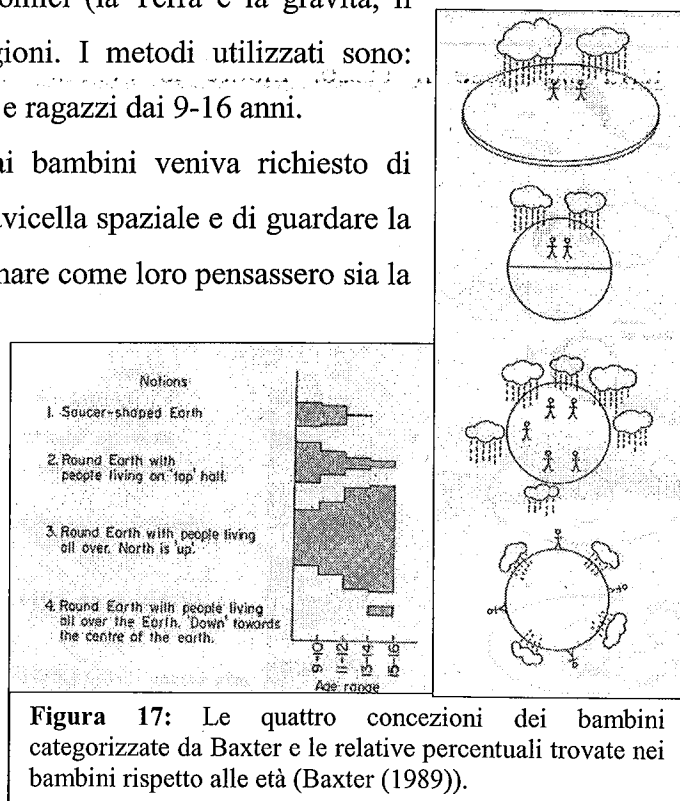 (la Terra e la gravità, il
gioni. I metodi utilizzati sono:
e ragazzi dai 9-16 anni.
ai bambini veniva richiesto di
avicella spaziale e di guardare la
nare come loro pensassero sia la
Notions
1. Saucer-shaped Earth
2. Round Earth with
people living on 'top' half.
3. Round Earth with people living
all over. North is 'up'.
4. Round Earth with people living
all over the Earth. 'Down' towards
the centre of the earth.
9-10
11-12
13-14
15-16
Age range
Figura 17: Le quattro concezioni dei bambini
categorizzate da Baxter e le relative percentuali trovate nei
bambini rispetto alle età (Baxter (1989)).